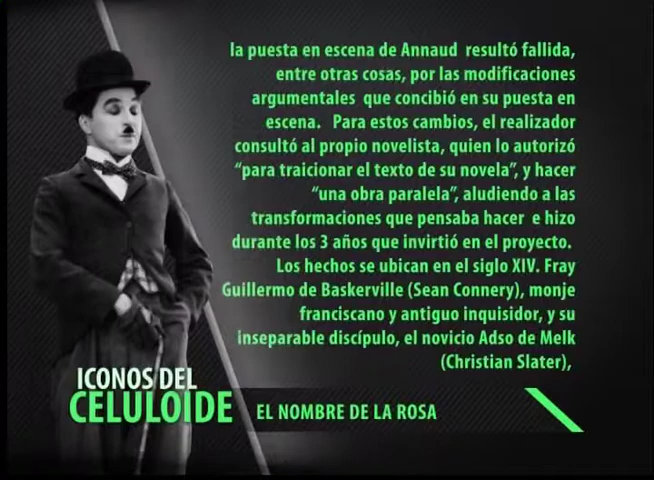 la puesta en escena de Annaud resultó fallida,
entre otras cosas, por las modificaciones
argumentales que concibió en su puesta en
escena. Para estos cambios, el realizador
consultó al propio novelista, quien lo autorizó
“para traicionar el texto de su novela”, y hacer
“una obra paralela”, aludiendo a las
transformaciones que pensaba hacer e hizo
durante los 3 años que invirtió en el proyecto.
Los hechos se ubican en el siglo XIV. Fray
Guillermo de Baskerville (Sean Connery), monje
franciscano y antiguo inquisidor, y su
inseparable discípulo, el novicio Adso de Melk
(Christian Slater),
ICONOS DEL
CELULOIDE
EL NOMBRE DE LA ROSA